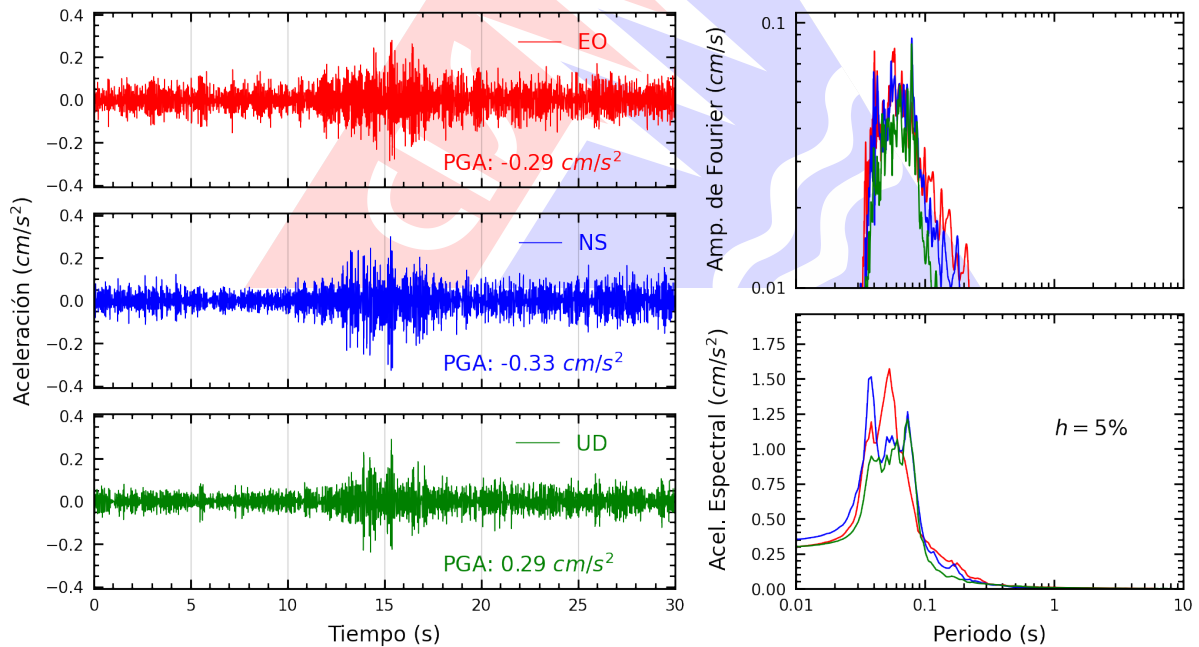 Aceleración (cm/s²)
0.4
0.2
0.0
−0.2
−0.4
EO
PGA: -0.29 cm/s²
0.4
0.2
0.0
−0.2
−0.4
NS
PGA: -0.33 cm/s²
0.4
0.2
0.0
−0.2
−0.4
UD
PGA: 0.29 cm/s²
0 5 10 15 20 25 30
Tiempo (s)
Amp. de Fourier (cm/s)
0.1
0.01
Acel. Espectral (cm/s²)
1.75
1.50
1.25
1.00
0.75
0.50
0.25
0.00
h = 5%
0.01 0.1 1 10
Periodo (s)